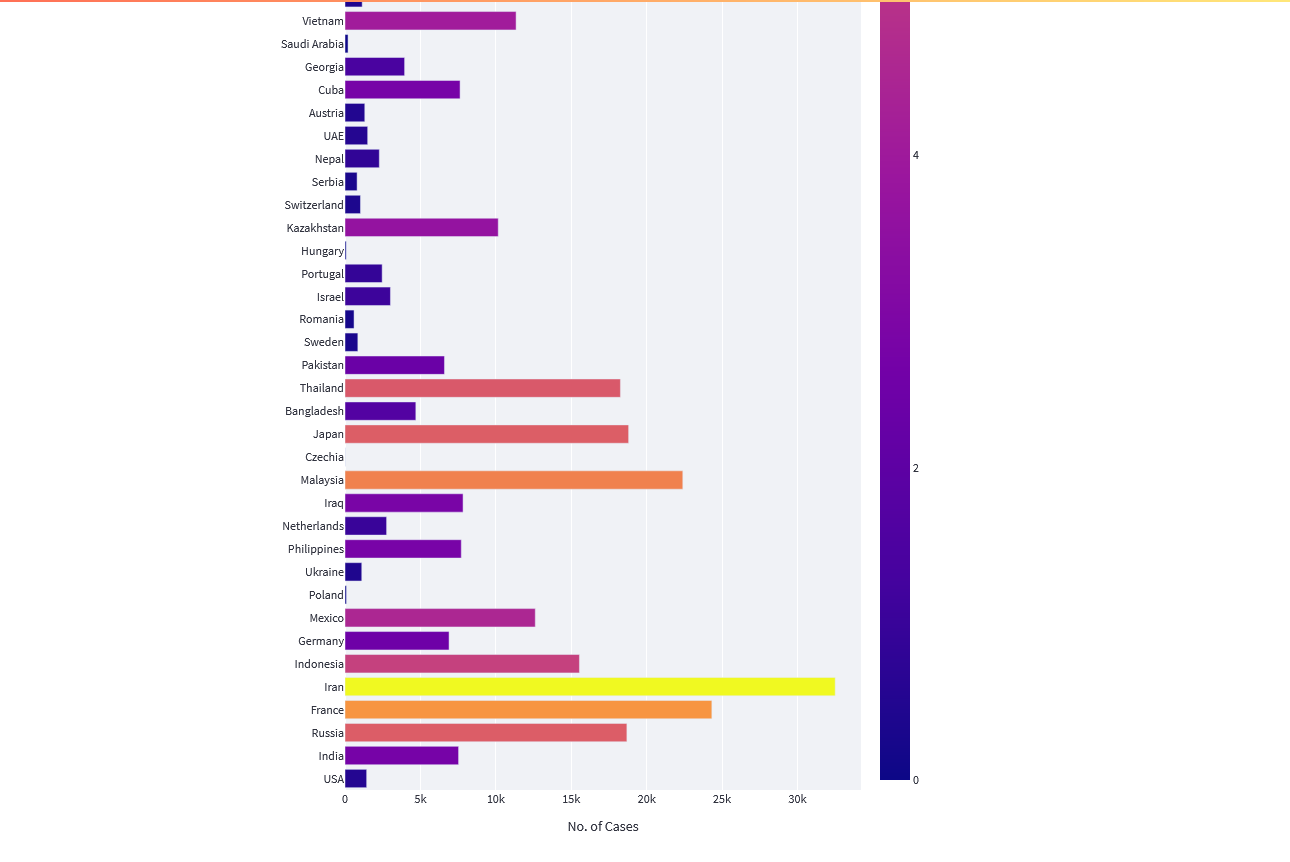 Vietnam
Saudi Arabia
Georgia
Cuba
Austria
UAE
Nepal
4
Serbia
Switzerland
Kazakhstan
Hungary
Portugal
Israel
Romania
Sweden
Pakistan
Thailand
Bangladesh
Japan
Czechia
2
Malaysia
Iraq
Netherlands
Philippines
Ukraine
Poland
Mexico
Germany
Indonesia
Iran
France
Russia
India
USA
0
0 5k 10k 15k 20k 25k 30k
No. of Cases